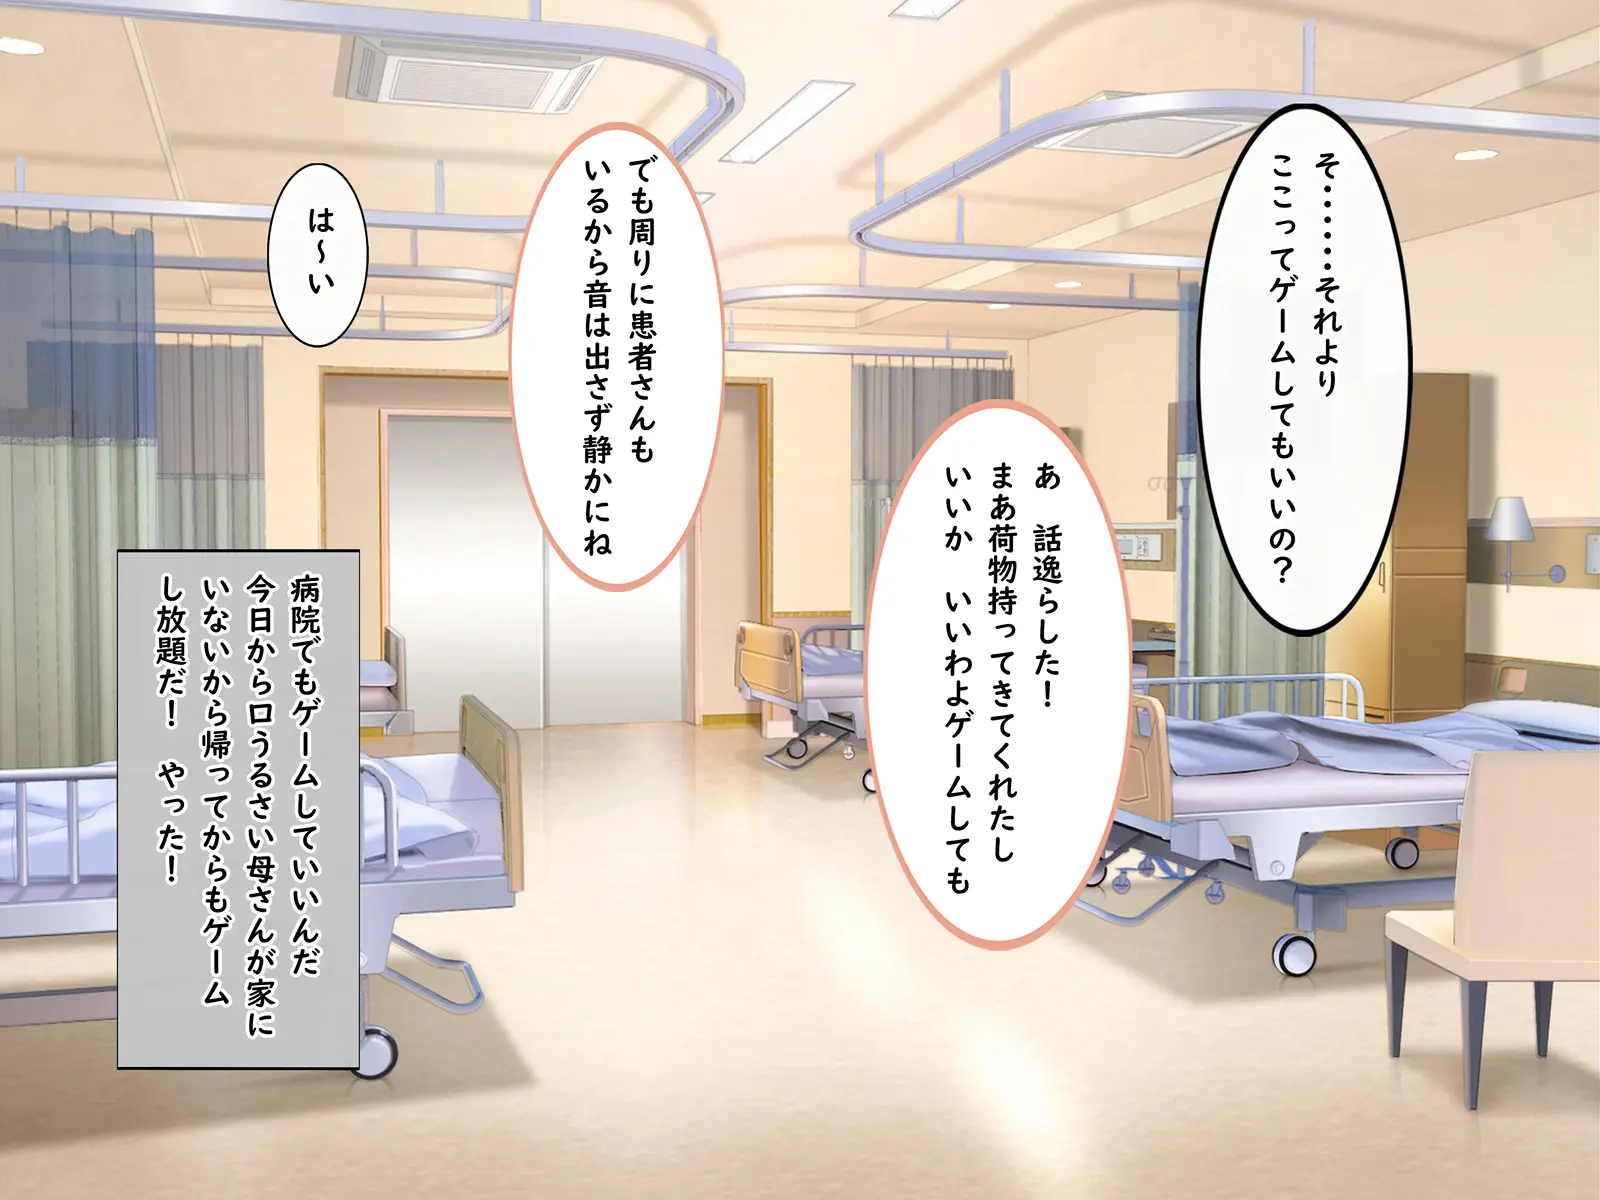 そ・・・・・・それより
ここってゲームしてもいいの?
あ　話逸らした!
まあ荷物持ってきてくれたし
いいか　いいわよゲームしても
でも周りに患者さんも
いるから音は出さず静かにね
は～い
病院でもゲームしていいんだ
今日から口うるさい母さんが家に
いないから帰ってからもゲーム
し放題だ!　やった!